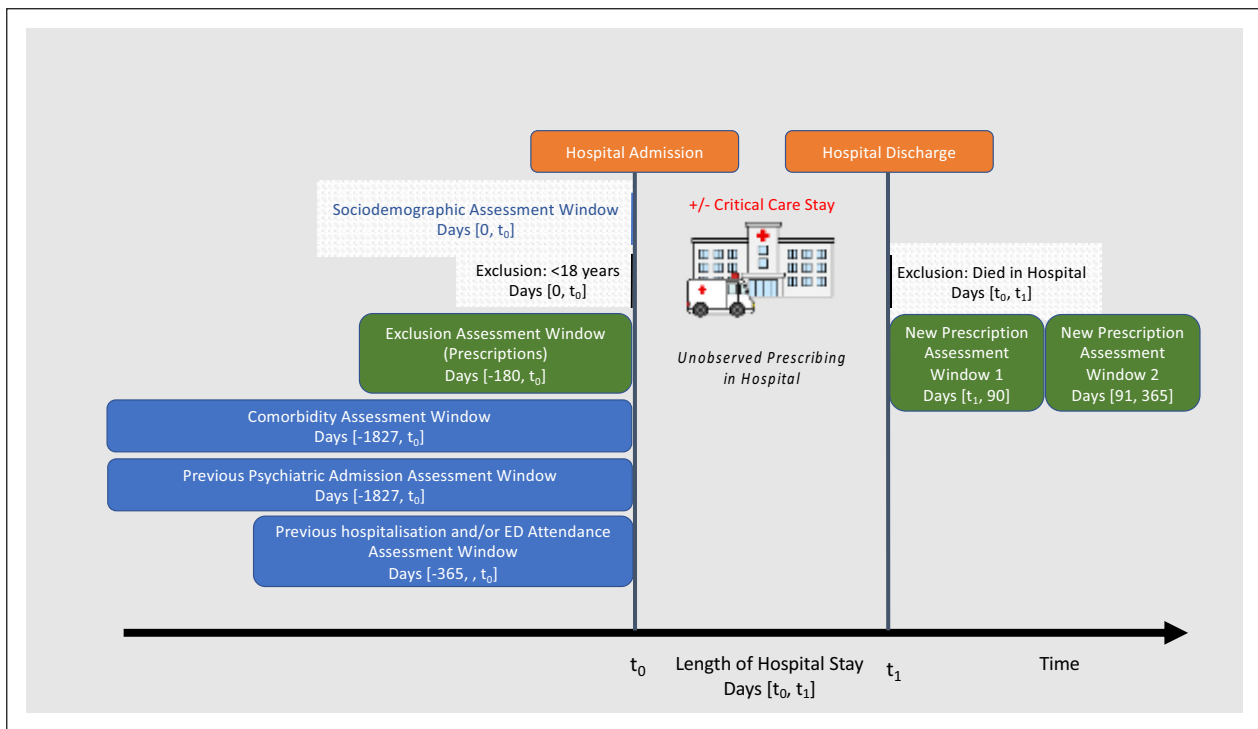 Hospital Admission
Hospital Discharge
Sociodemographic Assessment Window
Days [0, t₀]
+/- Critical Care Stay
Exclusion: <18 years
Days [0, t₀]
Exclusion: Died in Hospital
Days [t₀, t₁]
Exclusion Assessment Window
(Prescriptions)
Days [-180, t₀]
Unobserved Prescribing
in Hospital
New Prescription
Assessment
Window 1
Days [t₁, 90]
New Prescription
Assessment
Window 2
Days [91, 365]
Comorbidity Assessment Window
Days [-1827, t₀]
Previous Psychiatric Admission Assessment Window
Days [-1827, t₀]
Previous hospitalisation and/or ED Attendance
Assessment Window
Days [-365, , t₀]
t₀
Length of Hospital Stay
Days [t₀, t₁]
t₁
Time